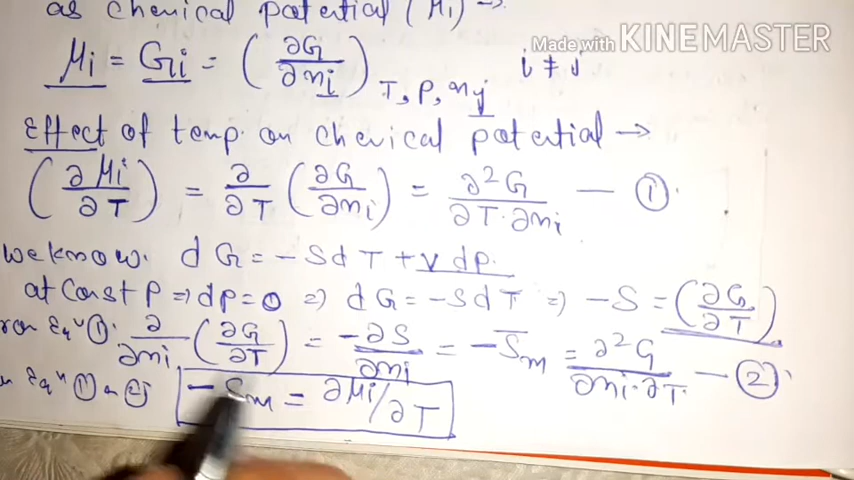 as chemical potential (μi) →
Made with KINEMASTER
μi = Gi = (∂G/∂ni)T, P, nj i ≠ j
Effect of temp. on chemical potential →
(∂μi/∂T) = ∂/∂T (∂G/∂ni) = ∂²G/∂T·∂ni — ①
we know. dG = -SdT + VdP.
at Const P ⇒ dP = 0 ⇒ dG = -SdT ⇒ -S = (∂G/∂T)
∂/∂ni (∂G/∂T) = -∂S/∂ni = -S̅m = ∂²G/∂ni·∂T — ②
-Sm = ∂μi/∂T